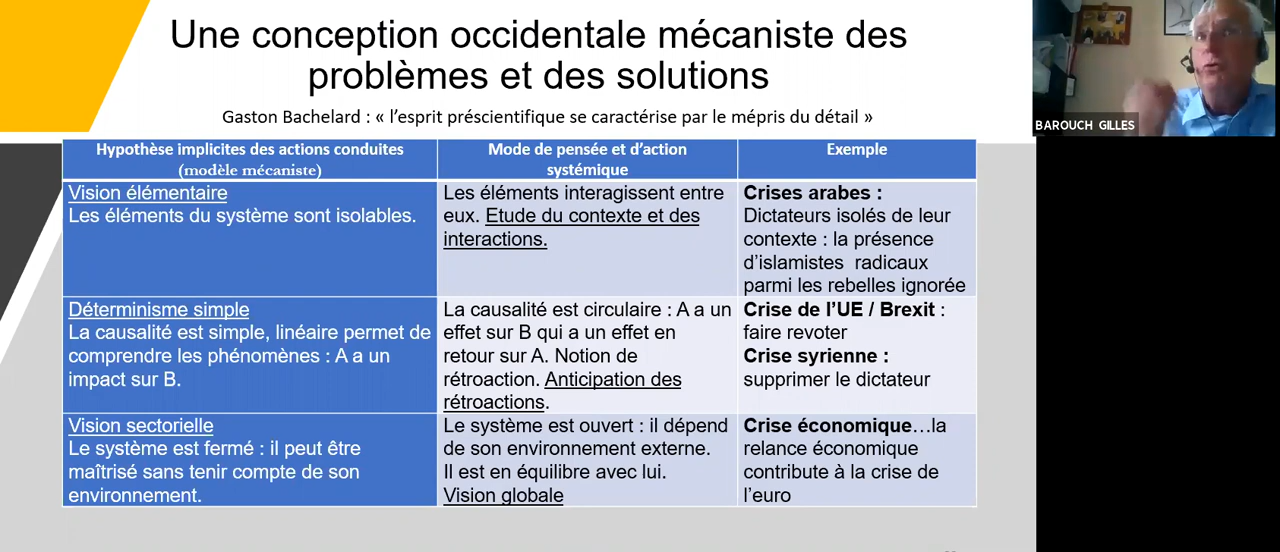 Une conception occidentale mécaniste des
problèmes et des solutions
Gaston Bachelard : « l’esprit préscientifique se caractérise par le mépris du détail »
BAROUCH GILLES
Hypothèse implicites des actions conduites
(modèle mécaniste)
Mode de pensée et d’action
systémique
Exemple
Vision élémentaire
Les éléments du système sont isolables.
Les éléments interagissent entre
eux. Etude du contexte et des
interactions.
Crises arabes :
Dictateurs isolés de leur
contexte : la présence
d’islamistes  radicaux
parmi les rebelles ignorée
Déterminisme simple
La causalité est simple, linéaire permet de
comprendre les phénomènes : A a un
impact sur B.
La causalité est circulaire : A a un
effet sur B qui a un effet en
retour sur A. Notion de
rétroaction. Anticipation des
rétroactions.
Crise de l’UE / Brexit :
faire revoter
Crise syrienne :
supprimer le dictateur
Vision sectorielle
Le système est fermé : il peut être
maîtrisé sans tenir compte de son
environnement.
Le système est ouvert : il dépend
de son environnement externe.
Il est en équilibre avec lui.
Vision globale
Crise économique…la
relance économique
contribute à la crise de
l’euro